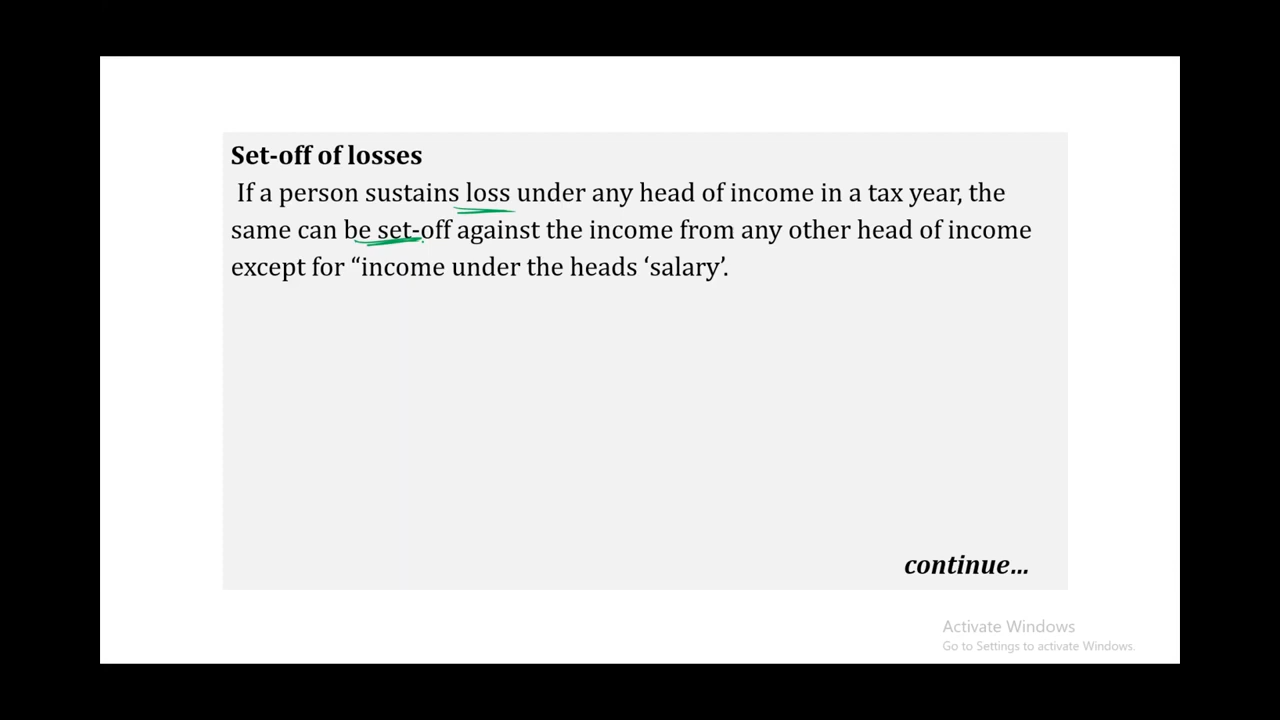 Set-off of losses
If a person sustains loss under any head of income in a tax year, the
same can be set-off against the income from any other head of income
except for “income under the heads ‘salary’.
continue…
Activate Windows
Go to Settings to activate Windows.